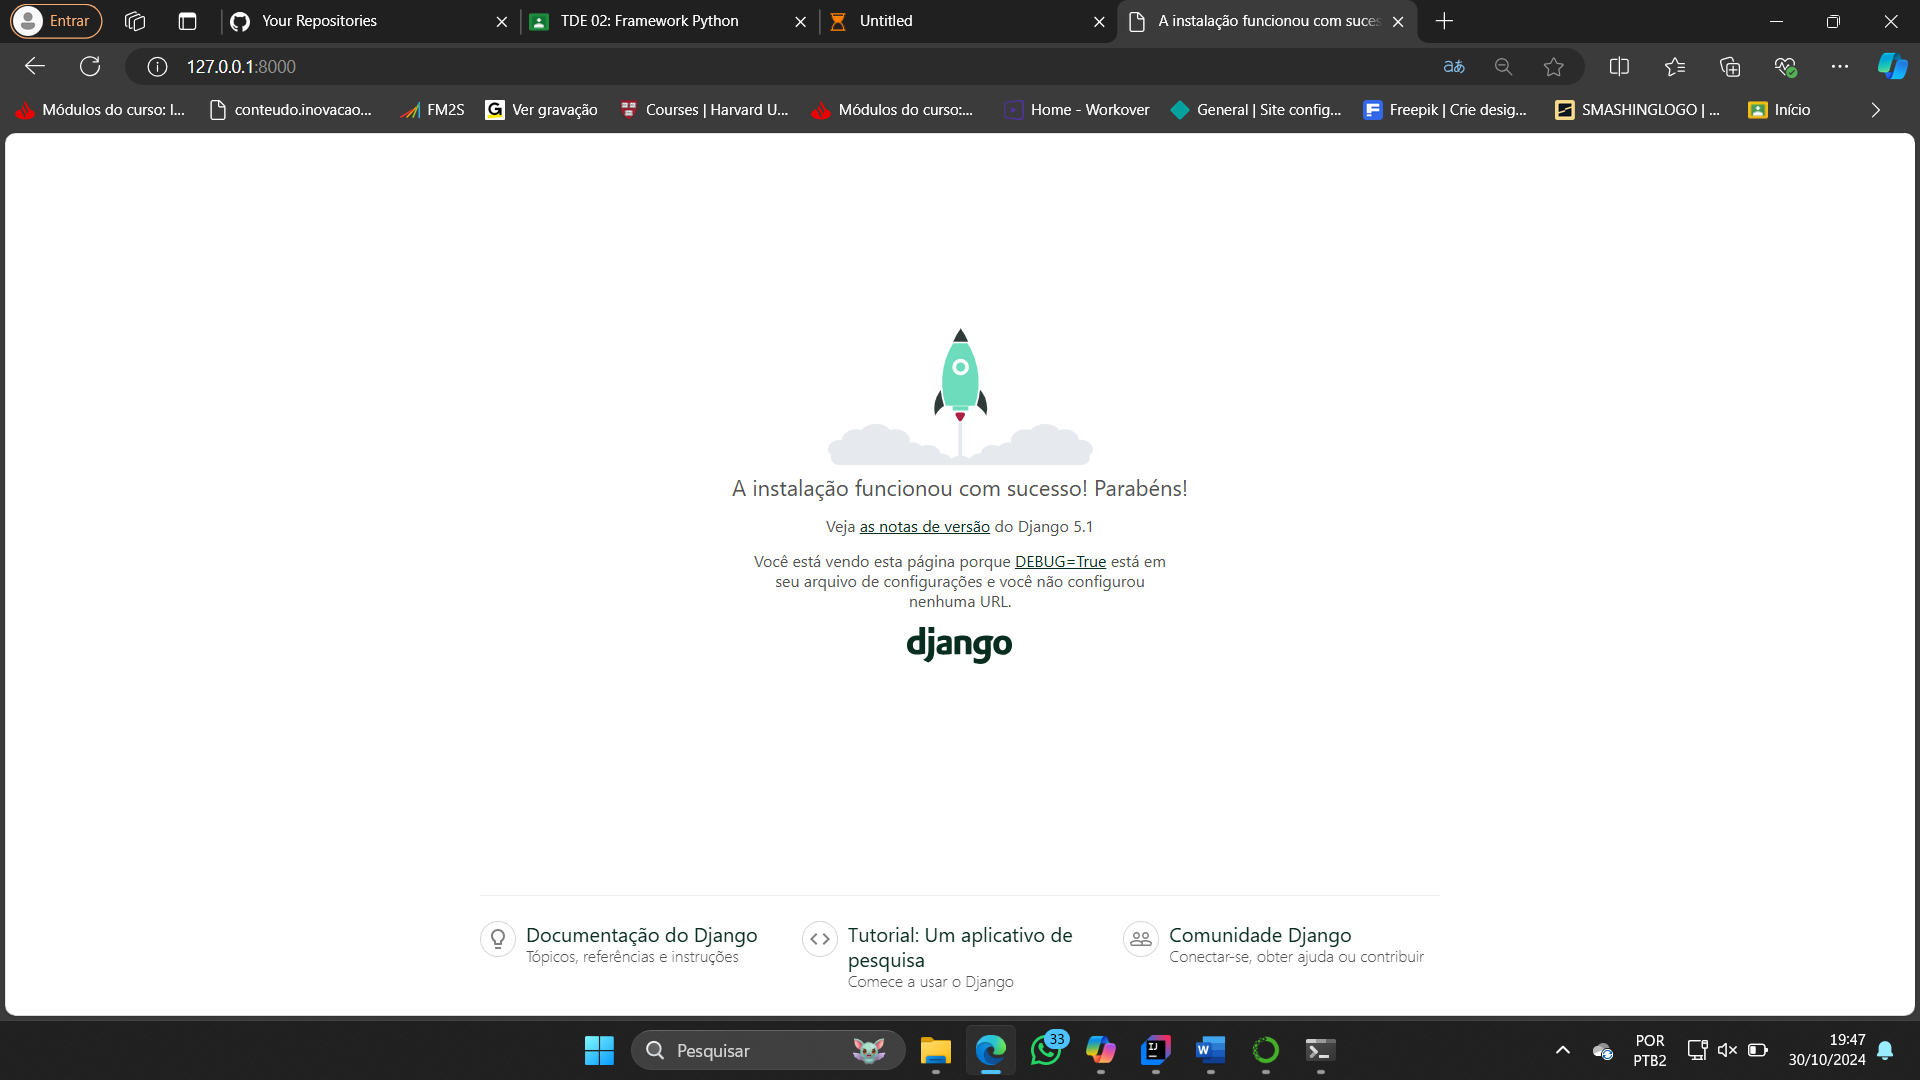 Entrar
Your Repositories
TDE 02: Framework Python
Untitled
A instalação funcionou com suces
127.0.0.1:8000
Módulos do curso: I...
conteudo.inovacao...
FM2S
Ver gravação
Courses | Harvard U...
Módulos do curso:...
Home - Workover
General | Site config...
Freepik | Crie desig...
SMASHINGLOGO | ...
Início
A instalação funcionou com sucesso! Parabéns!
Veja as notas de versão do Django 5.1
Você está vendo esta página porque DEBUG=True está em
seu arquivo de configurações e você não configurou
nenhuma URL.
django
Documentação do Django
Tópicos, referências e instruções
Tutorial: Um aplicativo de
pesquisa
Comece a usar o Django
Comunidade Django
Conectar-se, obter ajuda ou contribuir
Pesquisar
33
POR
PTB2
19:47
30/10/2024